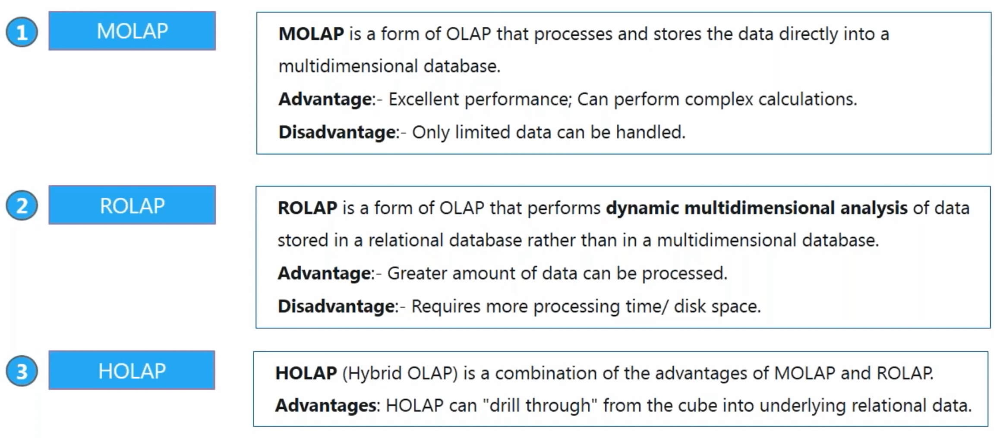 1 MOLAP
MOLAP is a form of OLAP that processes and stores the data directly into a
multidimensional database.
Advantage:- Excellent performance; Can perform complex calculations.
Disadvantage:- Only limited data can be handled.
2 ROLAP
ROLAP is a form of OLAP that performs dynamic multidimensional analysis of data
stored in a relational database rather than in a multidimensional database.
Advantage:- Greater amount of data can be processed.
Disadvantage:- Requires more processing time/ disk space.
3 HOLAP
HOLAP (Hybrid OLAP) is a combination of the advantages of MOLAP and ROLAP.
Advantages: HOLAP can "drill through" from the cube into underlying relational data.